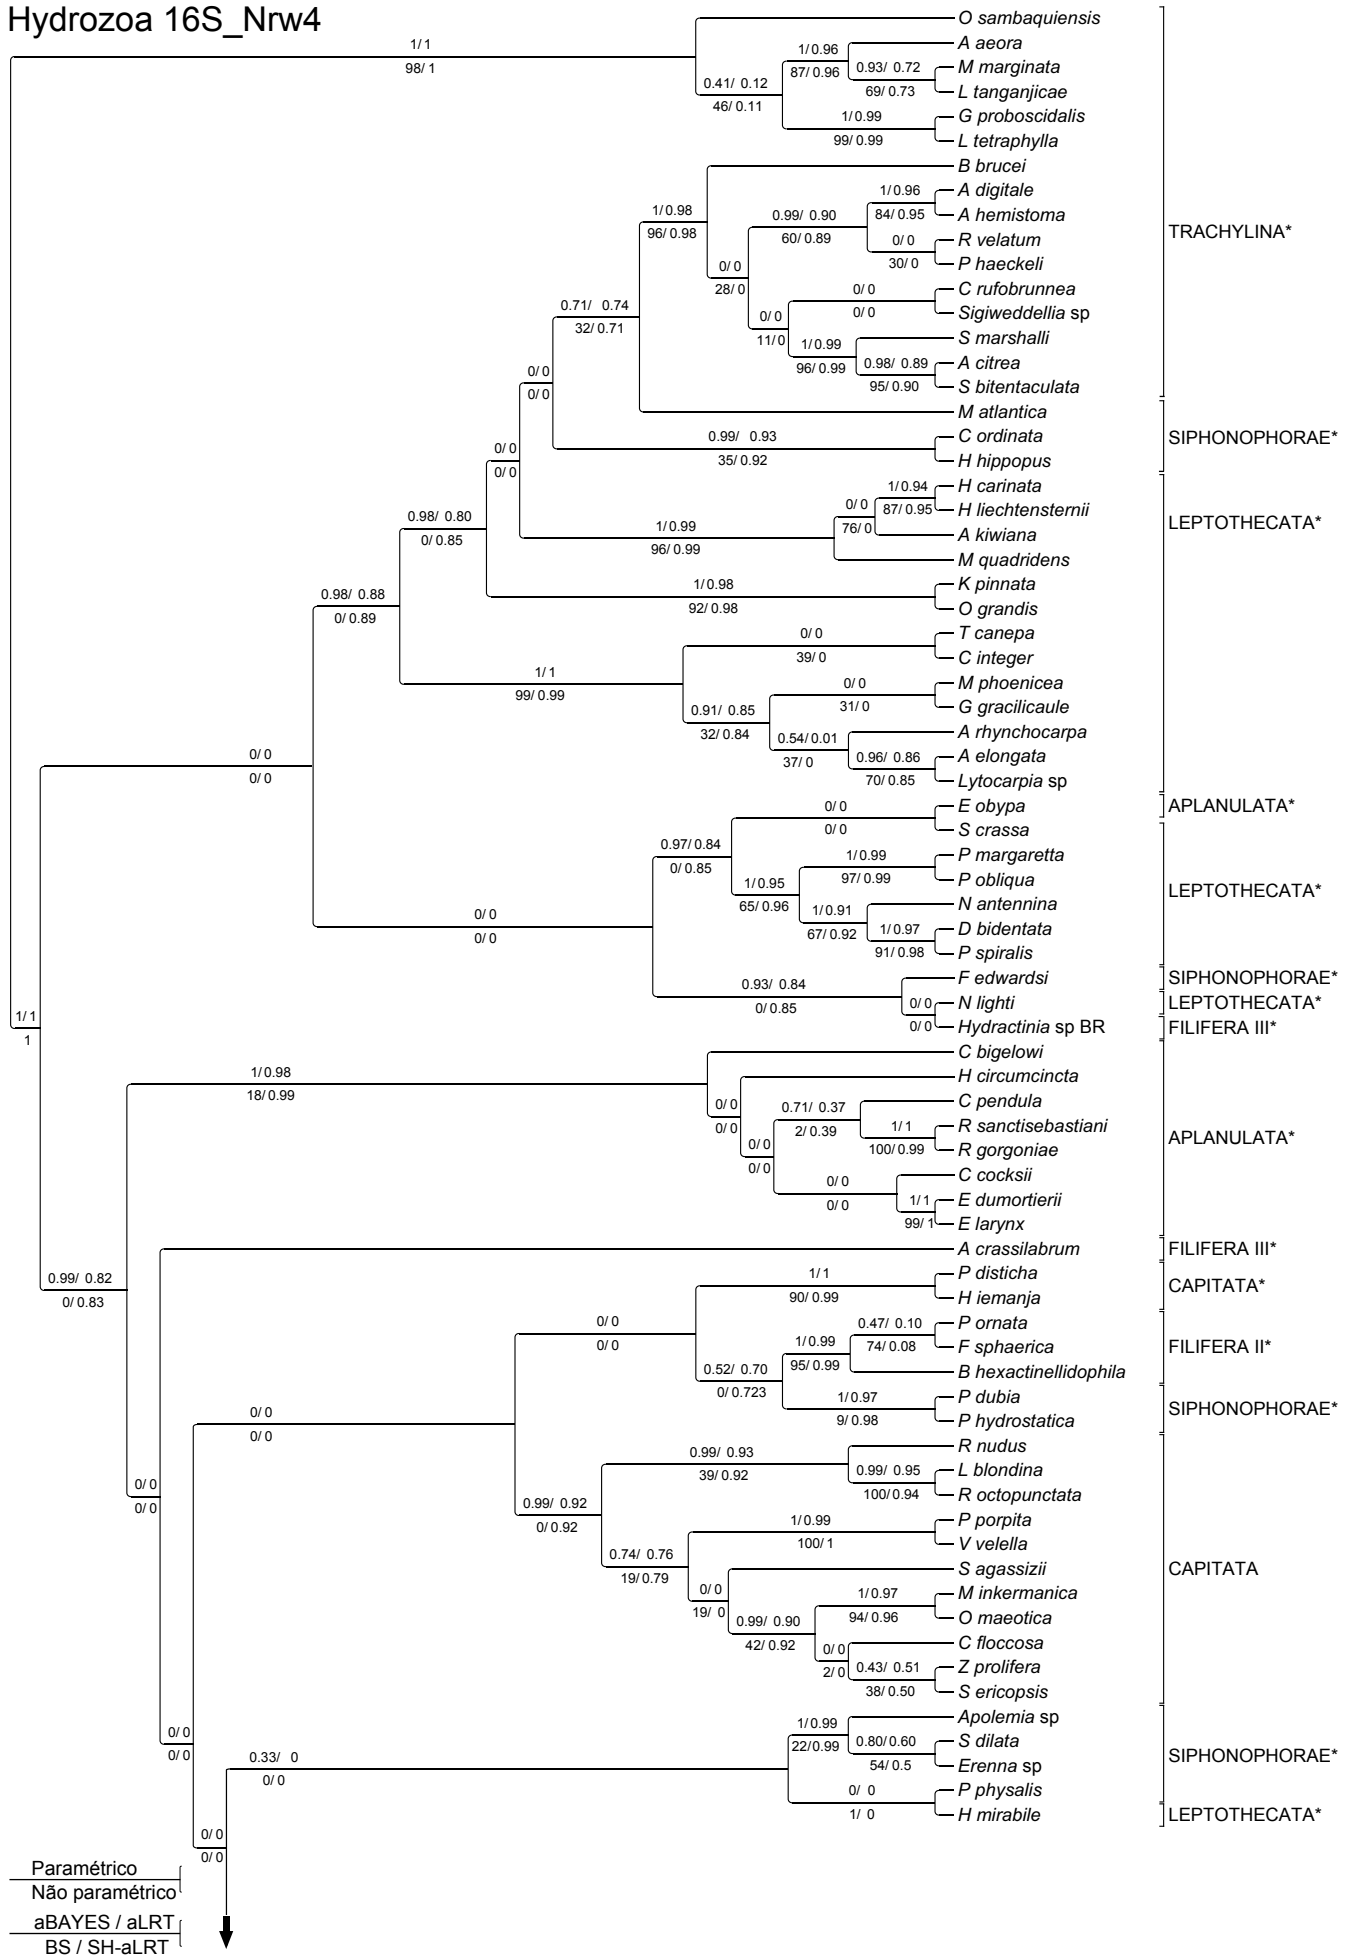 Hydrozoa 16S_Nrw4
O sambaquiensis
1/ 1
98/ 1
A aeora
1/ 0.96
87/ 0.96
M marginata
0.93/ 0.72
69/ 0.73
L tanganjicae
0.41/ 0.12
46/ 0.11
G proboscidalis
1/ 0.99
99/ 0.99
L tetraphylla
B brucei
A digitale
1/ 0.96
84/ 0.95
A hemistoma
0.99/ 0.90
60/ 0.89
1/ 0.98
96/ 0.98
TRACHYLINA*
R velatum
0/ 0
30/ 0
P haeckeli
0/ 0
28/ 0
C rufobrunnea
0/ 0
0/ 0
Sigiweddellia sp
0.71/ 0.74
32/ 0.71
0/ 0
11/ 0
S marshalli
1/ 0.99
96/ 0.99
A citrea
0.98/ 0.89
95/ 0.90
S bitentaculata
0/ 0
0/ 0
M atlantica
C ordinata
0.99/ 0.93
35/ 0.92
SIPHONOPHORAE*
H hippopus
0/ 0
0/ 0
H carinata
1/ 0.94
87/ 0.95
H liechtensternii
0/ 0
76/ 0
LEPTOTHECATA*
0.98/ 0.80
0/ 0.85
1/ 0.99
96/ 0.99
A kiwiana
M quadridens
K pinnata
1/ 0.98
92/ 0.98
O grandis
0.98/ 0.88
0/ 0.89
T canepa
0/ 0
39/ 0
C integer
1/ 1
99/ 0.99
M phoenicea
0/ 0
31/ 0
G gracilicaule
0.91/ 0.85
32/ 0.84
A rhynchocarpa
0.54/ 0.01
37/ 0
A elongata
0.96/ 0.86
70/ 0.85
Lytocarpia sp
0/ 0
0/ 0
E obypa
APLANULATA*
0/ 0
0/ 0
S crassa
0.97/ 0.84
0/ 0.85
P margaretta
1/ 0.99
97/ 0.99
P obliqua
1/ 0.95
65/ 0.96
LEPTOTHECATA*
N antennina
1/ 0.91
67/ 0.92
D bidentata
1/ 0.97
91/ 0.98
P spiralis
0/ 0
0/ 0
F edwardsi
SIPHONOPHORAE*
0.93/ 0.84
0/ 0.85
N lighti
LEPTOTHECATA*
0/ 0
0/ 0
Hydractinia sp BR
FILIFERA III*
1/ 1
1
C bigelowi
1/ 0.98
18/ 0.99
H circumcincta
0/ 0
0/ 0
C pendula
0.71/ 0.37
2/ 0.39
R sanctisebastiani
1/ 1
100/ 0.99
R gorgoniae
APLANULATA*
0/ 0
0/ 0
C cocksii
0/ 0
0/ 0
E dumortierii
1/ 1
99/ 1
E larynx
A crassilabrum
FILIFERA III*
0.99/ 0.82
0/ 0.83
P disticha
1/ 1
90/ 0.99
CAPITATA*
H iemanja
0/ 0
0/ 0
P ornata
0.47/ 0.10
74/ 0.08
F sphaerica
FILIFERA II*
1/ 0.99
95/ 0.99
B hexactinellidophila
0.52/ 0.70
0/ 0.723
P dubia
1/ 0.97
9/ 0.98
SIPHONOPHORAE*
P hydrostatica
0/ 0
0/ 0
R nudus
0.99/ 0.93
39/ 0.92
L blondina
0.99/ 0.95
100/ 0.94
R octopunctata
0/ 0
0/ 0
0.99/ 0.92
0/ 0.92
P porpita
1/ 0.99
100/ 1
V velella
0.74/ 0.76
19/ 0.79
S agassizii
CAPITATA
0/ 0
19/ 0
M inkermanica
1/ 0.97
94/ 0.96
O maeotica
0.99/ 0.90
42/ 0.92
C floccosa
0/ 0
2/ 0
Z prolifera
0.43/ 0.51
38/ 0.50
S ericopsis
Apolemia sp
1/ 0.99
22/ 0.99
S dilata
0.80/ 0.60
54/ 0.5
SIPHONOPHORAE*
Erenna sp
0/ 0
0/ 0
0.33/ 0
0/ 0
P physalis
0/ 0
1/ 0
H mirabile
LEPTOTHECATA*
0/ 0
0/ 0
Paramétrico
Não paramétrico
aBAYES / aLRT
BS / SH-aLRT